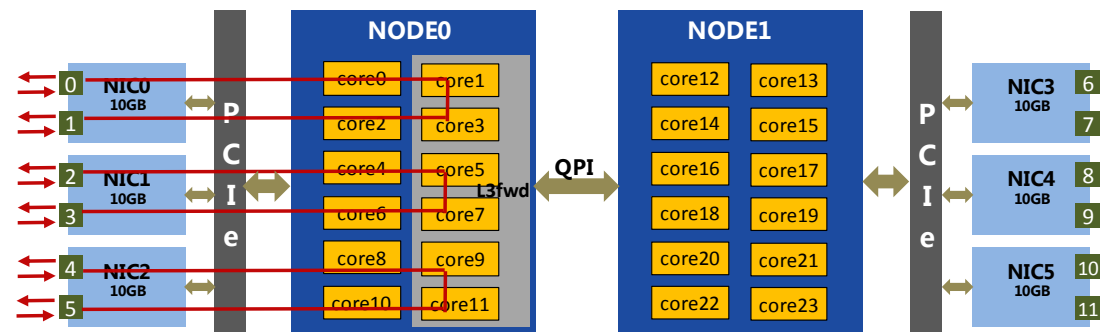 NODE0
NODE1
0
1
NIC0
10GB
2
3
NIC1
10GB
4
5
NIC2
10GB
P
C
I
e
core0
core1
core2
core3
core4
core5
L3fwd
core6
core7
core8
core9
core10
core11
QPI
core12
core13
core14
core15
core16
core17
core18
core19
core20
core21
core22
core23
P
C
I
e
NIC3
10GB
6
7
NIC4
10GB
8
9
NIC5
10GB
10
11